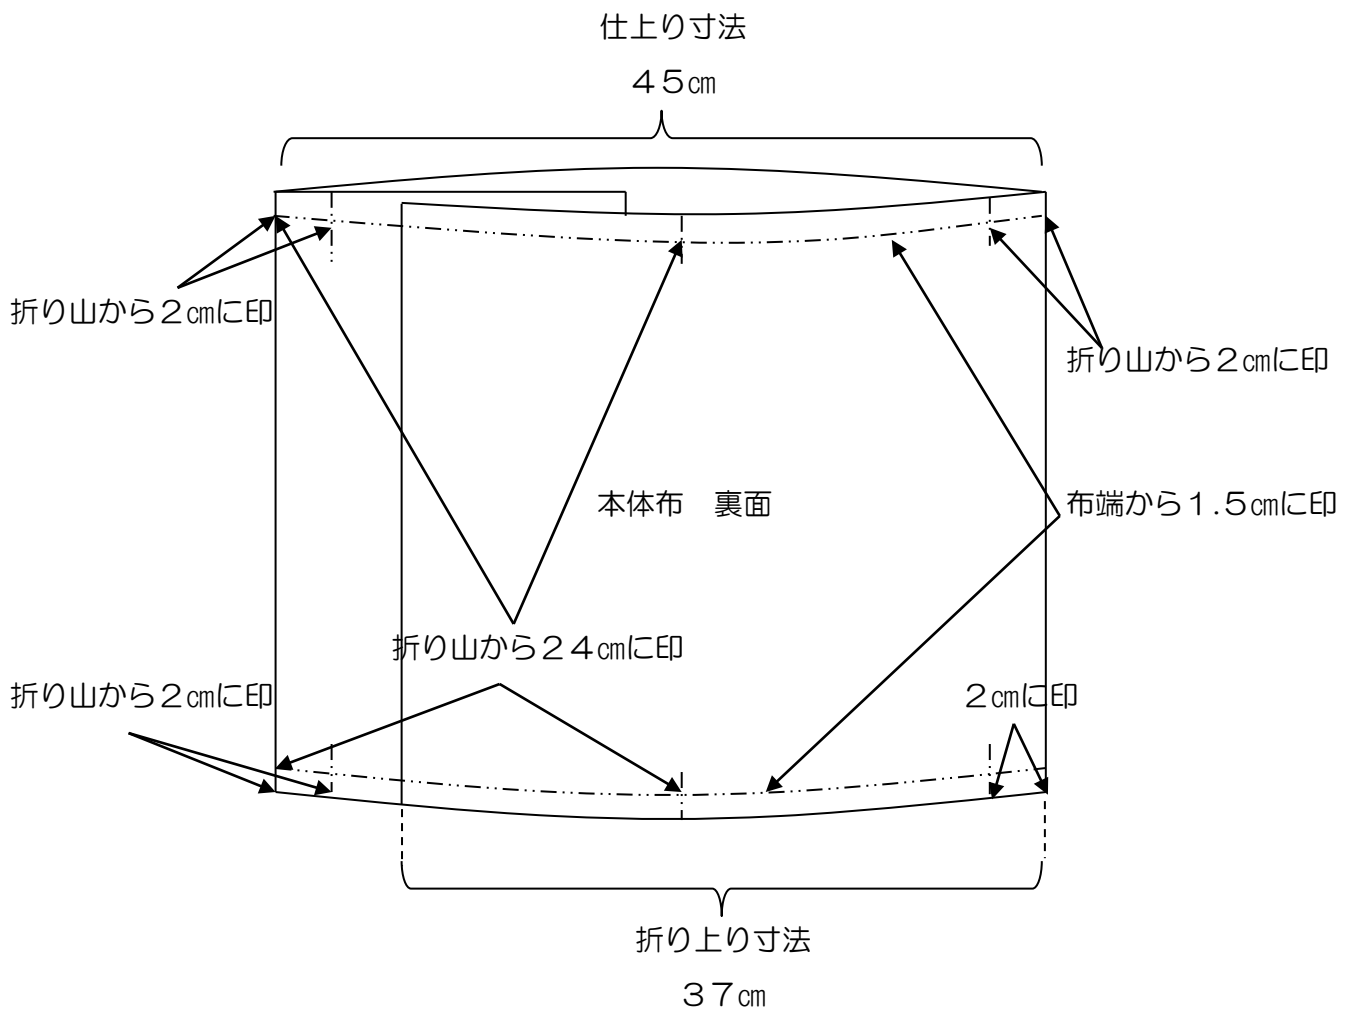 仕上り寸法
４５㎝
折り山から２㎝に印
折り山から２㎝に印
本体布　裏面
布端から１.５㎝に印
折り山から２４㎝に印
折り山から２㎝に印
２㎝に印
折り上り寸法
３７㎝